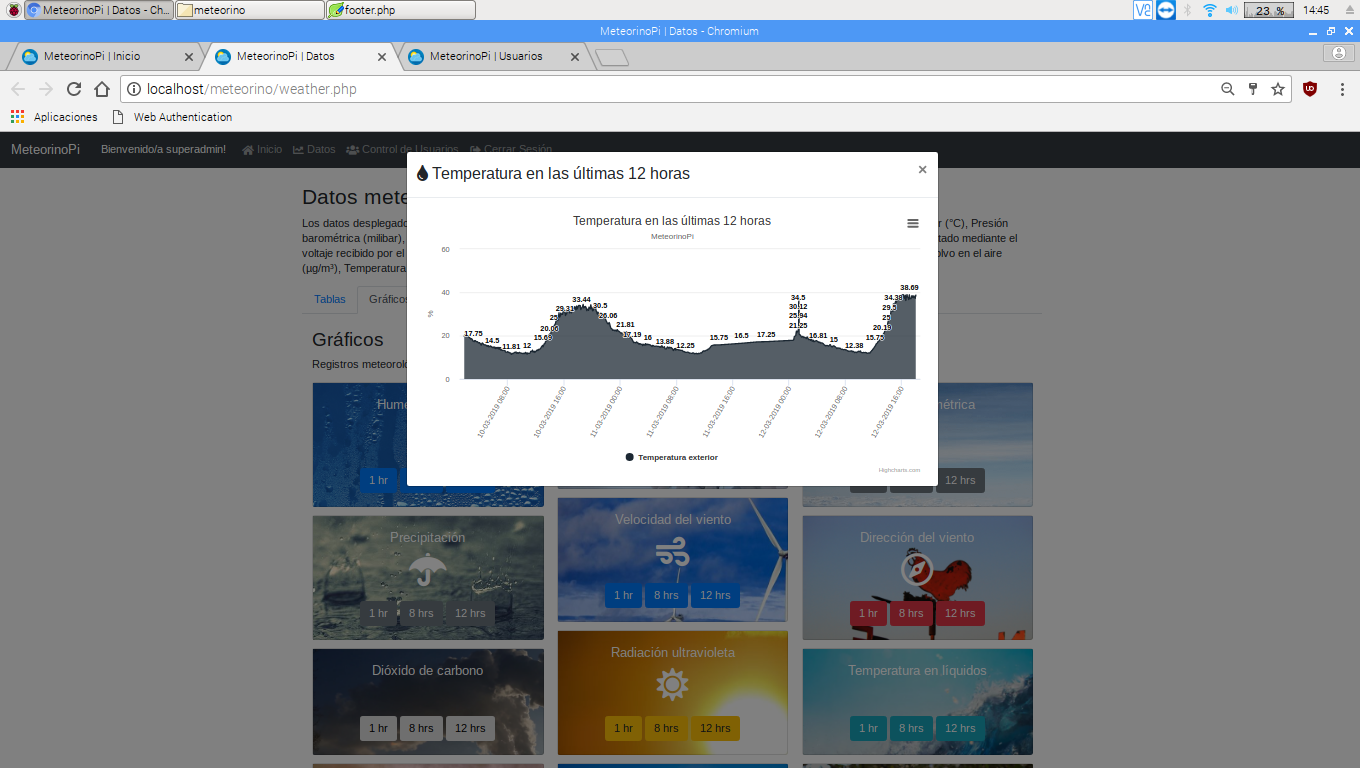 MeteorinoPi | Datos - Ch...
meteorino
footer.php
23 %
14:45
MeteorinoPi | Datos - Chromium
MeteorinoPi | Inicio
MeteorinoPi | Datos
MeteorinoPi | Usuarios
localhost/meteorino/weather.php
Aplicaciones
Web Authentication
MeteorinoPi
Bienvenido/a superadmin!
Inicio
Datos
Control de Usuarios
Cerrar Sesión
Temperatura en las últimas 12 horas
×
Datos mete
Los datos desplegado
r (°C), Presión
barométrica (milibar),
tado mediante el
voltaje recibido por el
olvo en el aire
(µg/m³), Temperatura
Tablas
Gráficos
Gráficos
Registros meteoroló
Temperatura en las últimas 12 horas
MeteorinoPi
60
40
20
0
%
17.75
14.5
11.81
12
15.69
20.06
25
29.31
33.44
30.5
26.06
21.81
17.19
16
13.88
12.25
15.75
16.5
17.25
34.5
30.12
25.94
21.25
16.81
15
12.38
15.75
20.19
25
29.5
34.38
38.69
10-03-2019 08:00
10-03-2019 16:00
11-03-2019 00:00
11-03-2019 08:00
11-03-2019 16:00
12-03-2019 00:00
12-03-2019 08:00
12-03-2019 16:00
Temperatura exterior
Highcharts.com
Hume
métrica
1 hr
12 hrs
Precipitación
1 hr 8 hrs 12 hrs
Velocidad del viento
1 hr 8 hrs 12 hrs
Dirección del viento
1 hr 8 hrs 12 hrs
Dióxido de carbono
1 hr 8 hrs 12 hrs
Radiación ultravioleta
1 hr 8 hrs 12 hrs
Temperatura en líquidos
1 hr 8 hrs 12 hrs